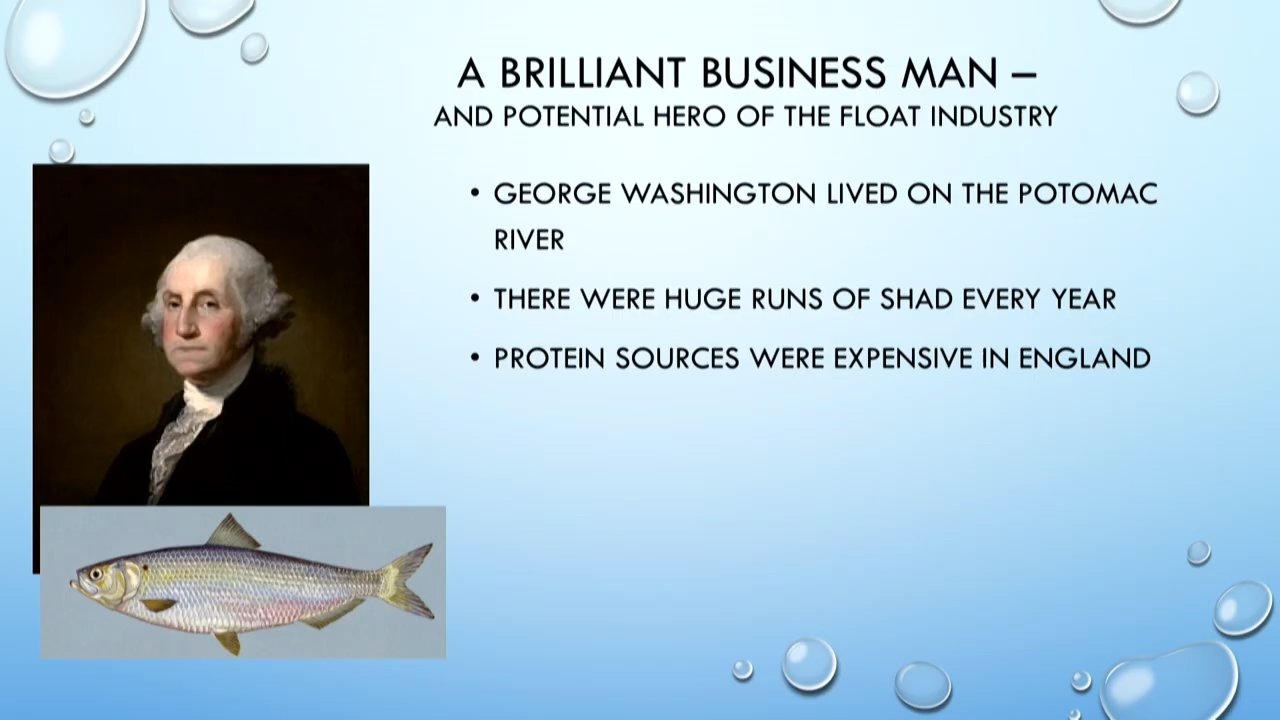 A BRILLIANT BUSINESS MAN –
AND POTENTIAL HERO OF THE FLOAT INDUSTRY
• GEORGE WASHINGTON LIVED ON THE POTOMAC
RIVER
• THERE WERE HUGE RUNS OF SHAD EVERY YEAR
• PROTEIN SOURCES WERE EXPENSIVE IN ENGLAND